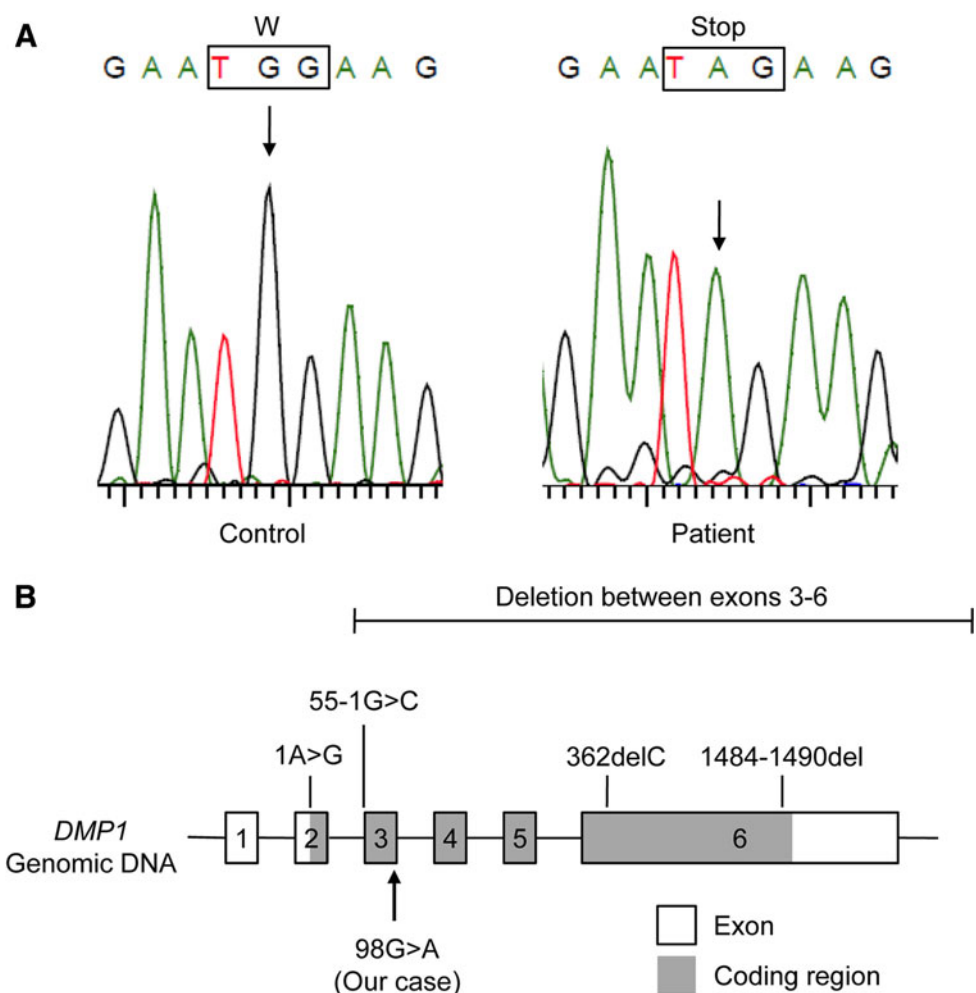 A
W
Stop
G A A T G G A A G
G A A T A G A A G
Control
Patient
B
Deletion between exons 3-6
55-1G>C
1A>G
362delC
1484-1490del
DMP1
Genomic DNA
1 2 3 4 5 6
98G>A
(Our case)
Exon
Coding region